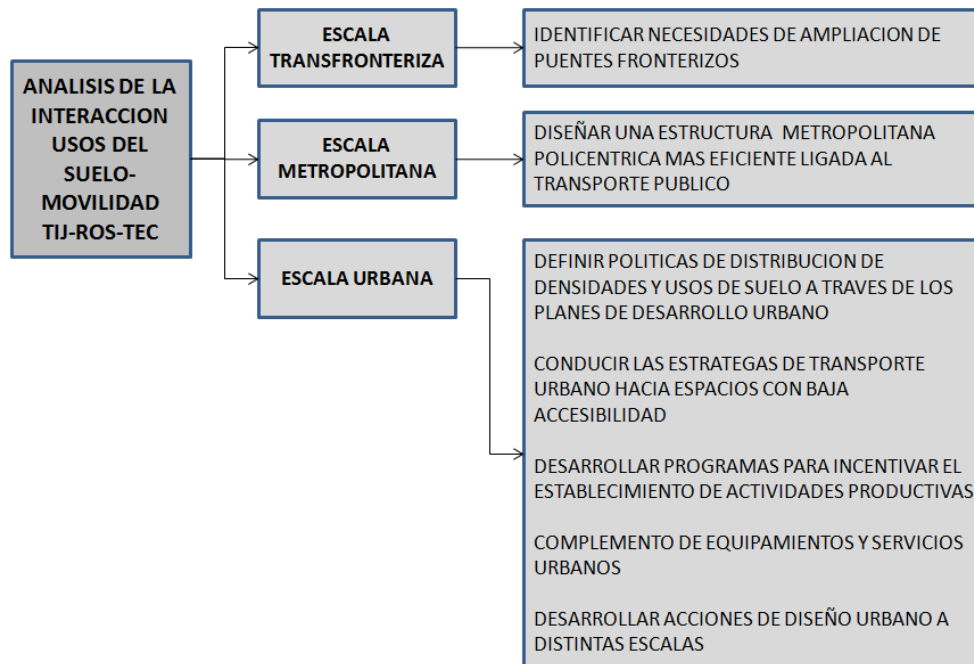 ANALISIS DE LA
INTERACCION
USOS DEL
SUELO-
MOVILIDAD
TIJ-ROS-TEC
ESCALA
TRANSFRONTERIZA
IDENTIFICAR NECESIDADES DE AMPLIACION DE
PUENTES FRONTERIZOS
ESCALA
METROPOLITANA
DISEÑAR UNA ESTRUCTURA METROPOLITANA
POLICENTRICA MAS EFICIENTE LIGADA AL
TRANSPORTE PUBLICO
ESCALA URBANA
DEFINIR POLITICAS DE DISTRIBUCION DE
DENSIDADES Y USOS DE SUELO A TRAVES DE LOS
PLANES DE DESARROLLO URBANO
CONDUCIR LAS ESTRATEGAS DE TRANSPORTE
URBANO HACIA ESPACIOS CON BAJA
ACCESIBILIDAD
DESARROLLAR PROGRAMAS PARA INCENTIVAR EL
ESTABLECIMIENTO DE ACTIVIDADES PRODUCTIVAS
COMPLEMENTO DE EQUIPAMIENTOS Y SERVICIOS
URBANOS
DESARROLLAR ACCIONES DE DISEÑO URBANO A
DISTINTAS ESCALAS